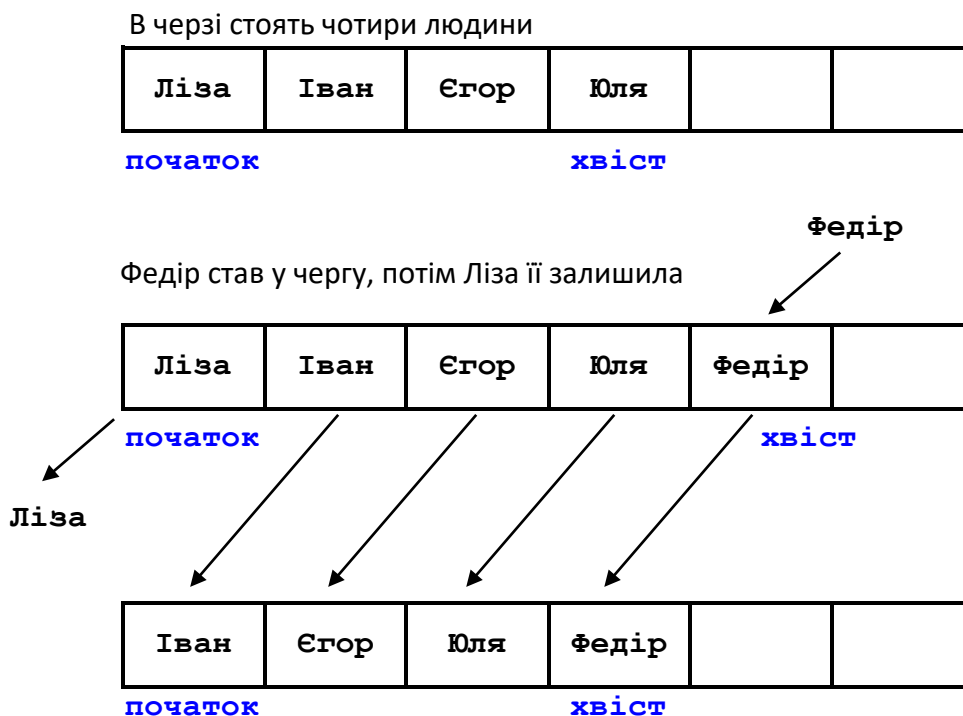 В черзі стоять чотири людини
Ліза Іван Єгор Юля
початок хвіст
Федір
Федір став у чергу, потім Ліза її залишила
Ліза Іван Єгор Юля Федір
початок хвіст
Ліза
Іван Єгор Юля Федір
початок хвіст